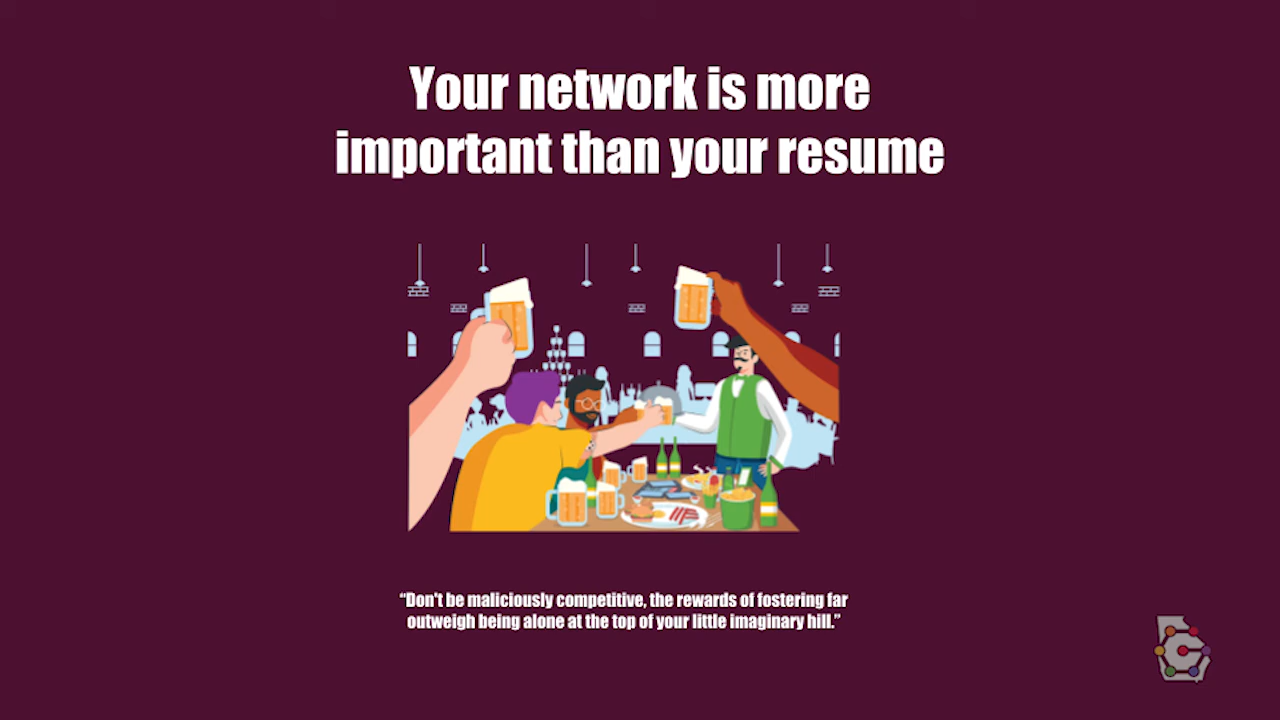 Your network is more
important than your resume
“Don't be maliciously competitive, the rewards of fostering far
outweigh being alone at the top of your little imaginary hill.”